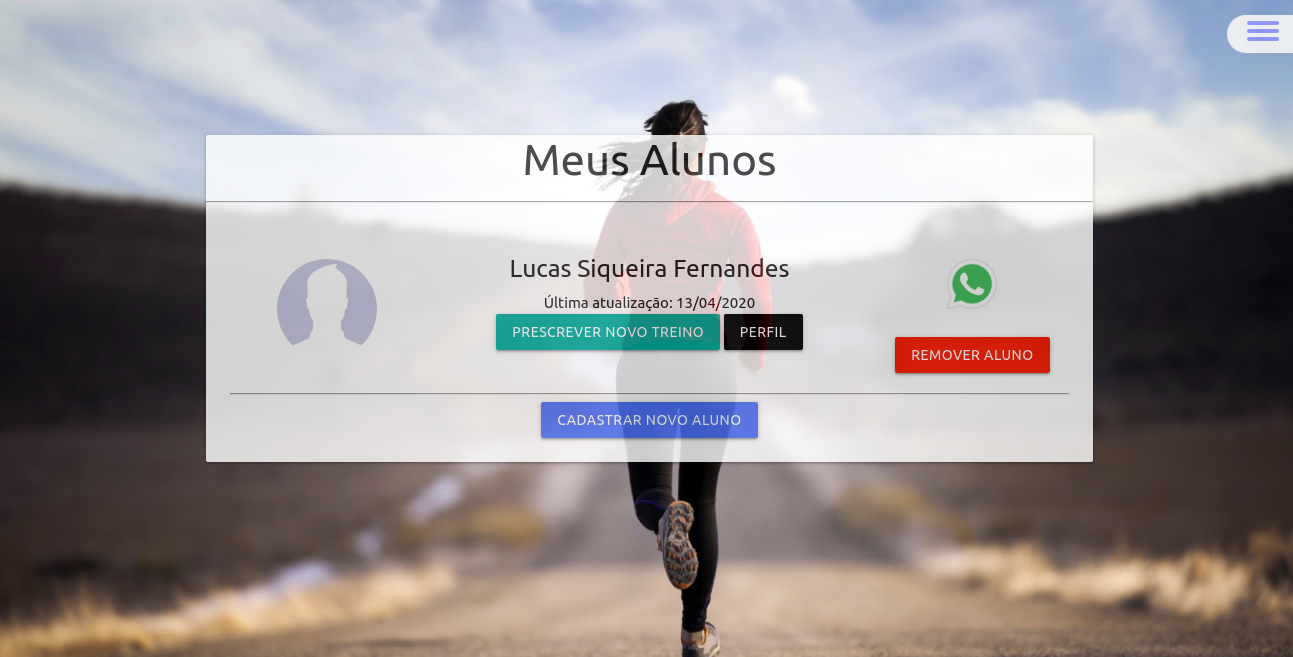 Meus Alunos
Lucas Siqueira Fernandes
Última atualização: 13/04/2020
PRESCREVER NOVO TREINO PERFIL
REMOVER ALUNO
CADASTRAR NOVO ALUNO